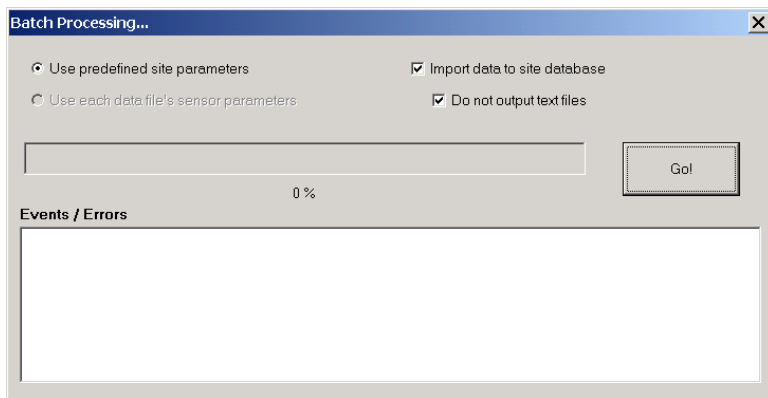 Batch Processing...
Use predefined site parameters
Import data to site database
Use each data file's sensor parameters
Do not output text files
Go!
0 %
Events / Errors